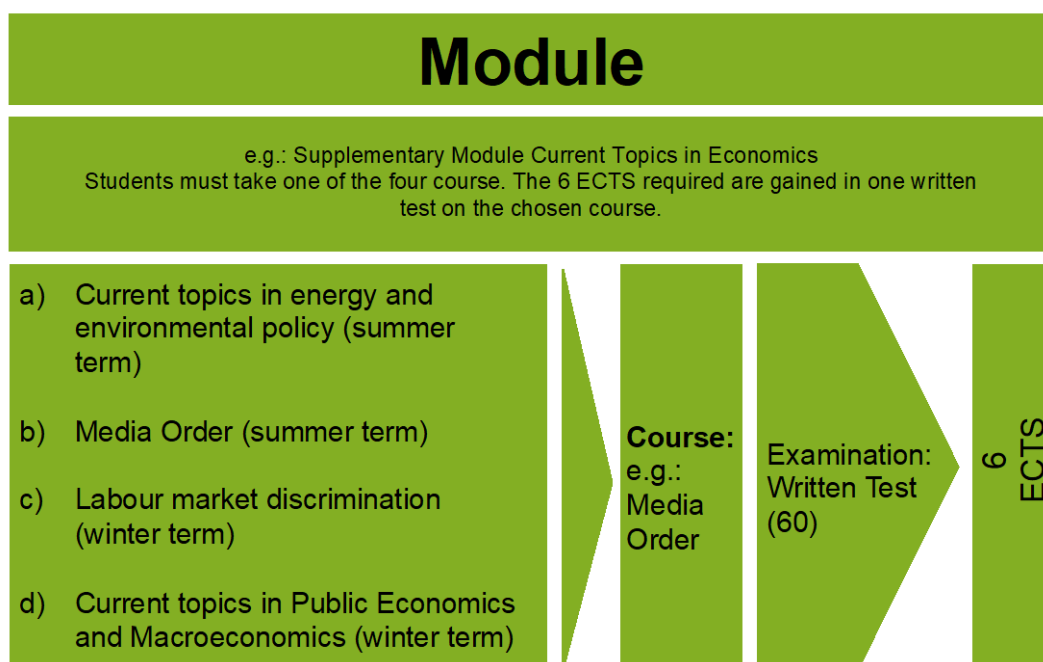 Module
e.g.: Supplementary Module Current Topics in Economics
Students must take one of the four course. The 6 ECTS required are gained in one written
test on the chosen course.
a) Current topics in energy and
environmental policy (summer
term)
b) Media Order (summer term)
c) Labour market discrimination
(winter term)
d) Current topics in Public Economics
and Macroeconomics (winter term)
Course:
e.g.:
Media
Order
Examination:
Written Test
(60)
6
ECTS